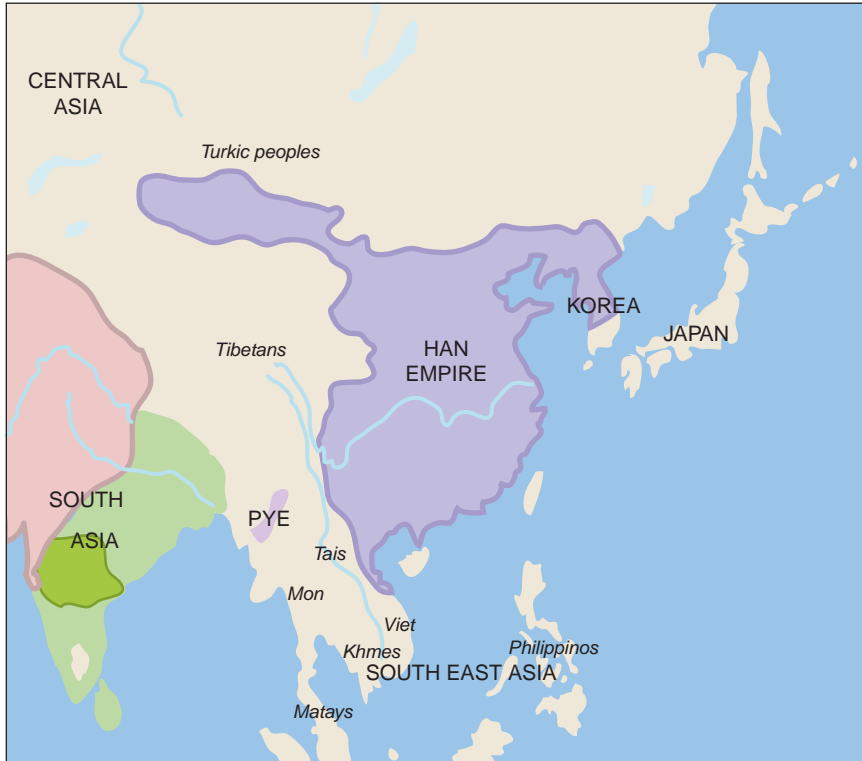 CENTRAL
ASIA
Turkic peoples
KOREA
JAPAN
Tibetans
HAN
EMPIRE
SOUTH
ASIA
PYE
Tais
Mon
Viet
Khmes
Philippinos
SOUTH EAST ASIA
Matays